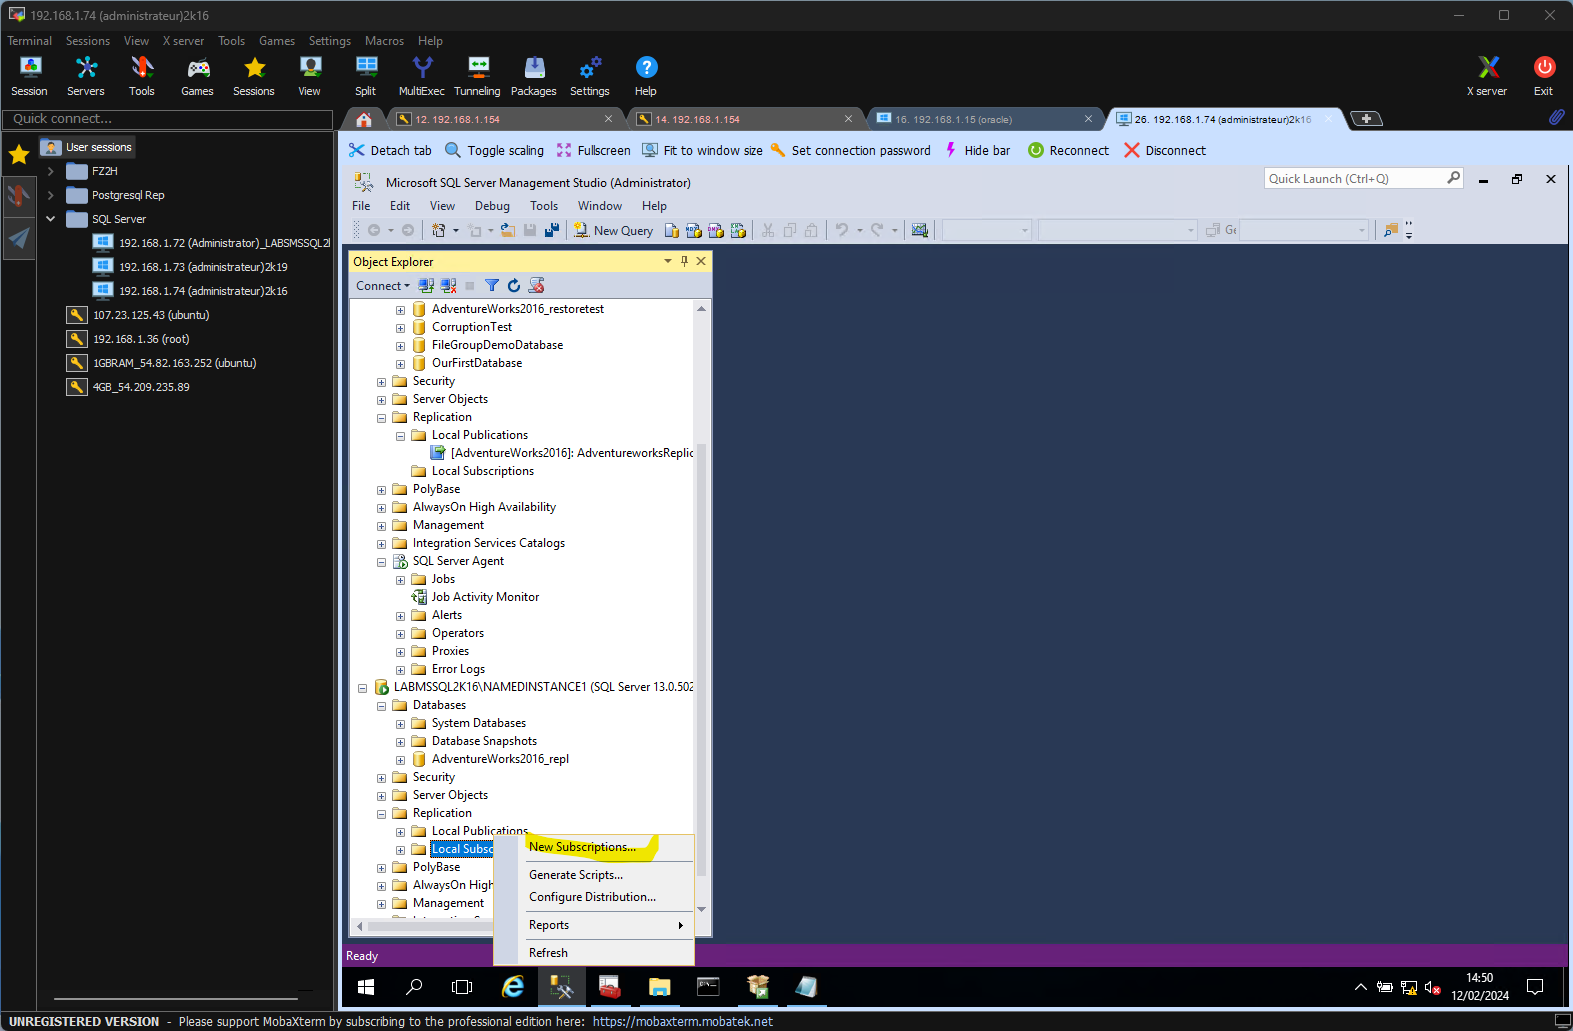 192.168.1.74 (administrateur)2k16
Terminal Sessions View X server Tools Games Settings Macros Help
Session Servers Tools Games Sessions View Split MultiExec Tunneling Packages Settings Help X server Exit
Quick connect...
12. 192.168.1.154 14. 192.168.1.154 16. 192.168.1.15 (oracle) 26. 192.168.1.74 (administrateur)2k16
User sessions
FZ2H
Postgresql Rep
SQL Server
192.168.1.72 (Administrator)_LABSMSSQL2
192.168.1.73 (administrateur)2k19
192.168.1.74 (administrateur)2k16
107.23.125.43 (ubuntu)
192.168.1.36 (root)
1GBRAM_54.82.163.252 (ubuntu)
4GB_54.209.235.89
Detach tab Toggle scaling Fullscreen Fit to window size Set connection password Hide bar Reconnect Disconnect
Microsoft SQL Server Management Studio (Administrator)
Quick Launch (Ctrl+Q)
File Edit View Debug Tools Window Help
New Query
MDX DMX XMLA
Ge
Object Explorer
Connect
AdventureWorks2016_restoretest
CorruptionTest
FileGroupDemoDatabase
OurFirstDatabase
Security
Server Objects
Replication
Local Publications
[AdventureWorks2016]: AdventureworksReplic
Local Subscriptions
PolyBase
AlwaysOn High Availability
Management
Integration Services Catalogs
SQL Server Agent
Jobs
Job Activity Monitor
Alerts
Operators
Proxies
Error Logs
LABMSSQL2K16\NAMEDINSTANCE1 (SQL Server 13.0.502
Databases
System Databases
Database Snapshots
AdventureWorks2016_repl
Security
Server Objects
Replication
Local Publications
Local Subsc
PolyBase
AlwaysOn High
Management
New Subscriptions...
Generate Scripts...
Configure Distribution...
Reports
Refresh
Ready
14:50
12/02/2024
UNREGISTERED VERSION - Please support MobaXterm by subscribing to the professional edition here: https://mobaxterm.mobatek.net